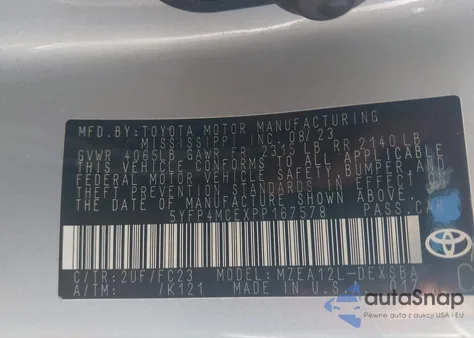 MFD. BY: TOYOTA MOTOR MANUFACTURING
MISSISSIPPI, INC. 08/23
GVWR 4065LB GAWR FR 2315 LB RR 2140 LB
THIS VEHICLE CONFORMS TO ALL APPLICABLE
FEDERAL MOTOR VEHICLE SAFETY, BUMPER, AND
THEFT PREVENTION STANDARDS IN EFFECT ON
THE DATE OF MANUFACTURE SHOWN ABOVE.
5YFP4MCEXPP167578 PASS. CAR
C/TR: 2UF/FC23 MODEL: MZEA12L-DEXSBA
A/TM: /K121 MADE IN U.S.A.
TOYOTA
C
autoSnap
Pewne auta z aukcji USA i EU